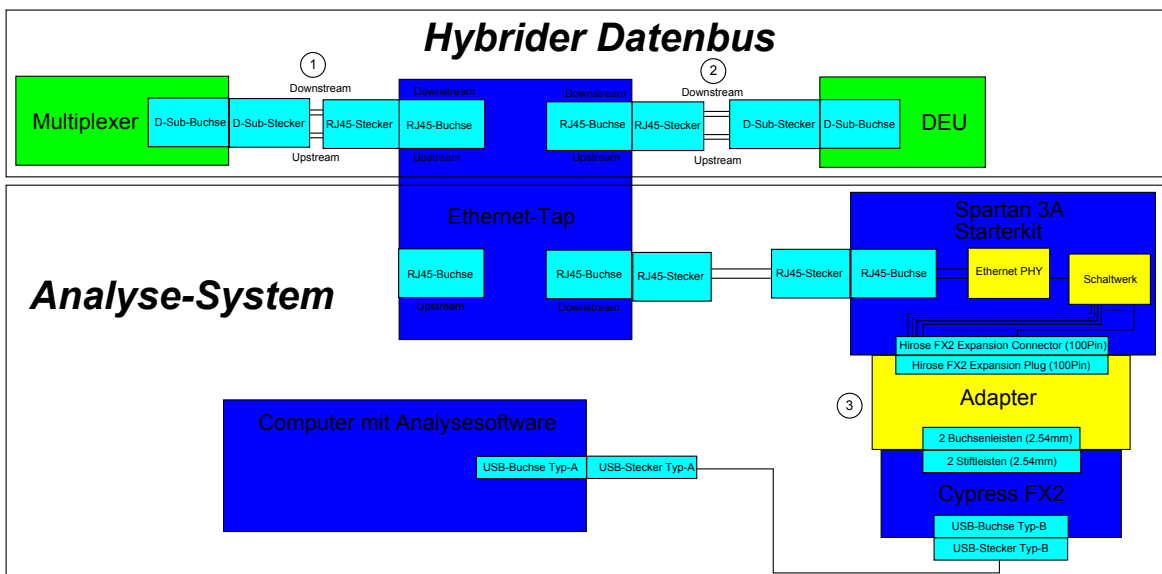 Hybrider Datenbus
1
2
Downstream
Downstream
Downstream
Downstream
Multiplexer
D-Sub-Buchse
D-Sub-Stecker
RJ45-Stecker
RJ45-Buchse
RJ45-Buchse
RJ45-Stecker
D-Sub-Stecker
D-Sub-Buchse
DEU
Upstream
Upstream
Upstream
Upstream
Ethernet-Tap
Spartan 3A
Starterkit
Analyse-System
RJ45-Buchse
RJ45-Buchse
RJ45-Stecker
RJ45-Stecker
RJ45-Buchse
Ethernet PHY
Schaltwerk
Upstream
Downstream
Hirose FX2 Expansion Connector (100Pin)
Hirose FX2 Expansion Plug (100Pin)
3
Adapter
Computer mit Analysesoftware
2 Buchsenleisten (2.54mm)
2 Stiftleisten (2.54mm)
USB-Buchse Typ-A
USB-Stecker Typ-A
Cypress FX2
USB-Buchse Typ-B
USB-Stecker Typ-B